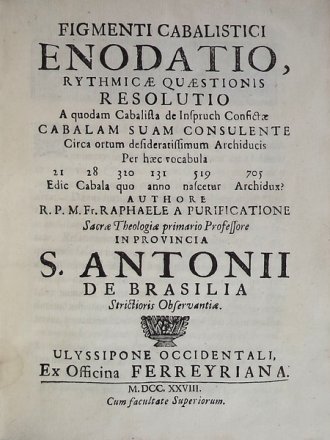 FIGMENTI CABALISTICI
ENODATIO,
RYTHMICÆ QUÆSTIONIS
RESOLUTIO
A quodam Cabaliſta de Inſpruch Confictæ
CABALAM SUAM CONSULENTE
Circa ortum deſideratiſſimum Archiducis
Per hæc vocabula
21 28 310 131 519 705
Edic Cabala quo anno naſcetur Archidux?
AUTHORE
R. P. M. Fr. RAPHAELE A PURIFICATIONE
Sacræ Theologiæ primario Profeſſore
IN PROVINCIA
S. ANTONII
DE BRASILIA
Strictioris Obſervantiæ.
ULYSSIPONE OCCIDENTALI,
Ex Officina FERREYRIANA.
M.DCC.XXVIII.
Cum facultate Superiorum.